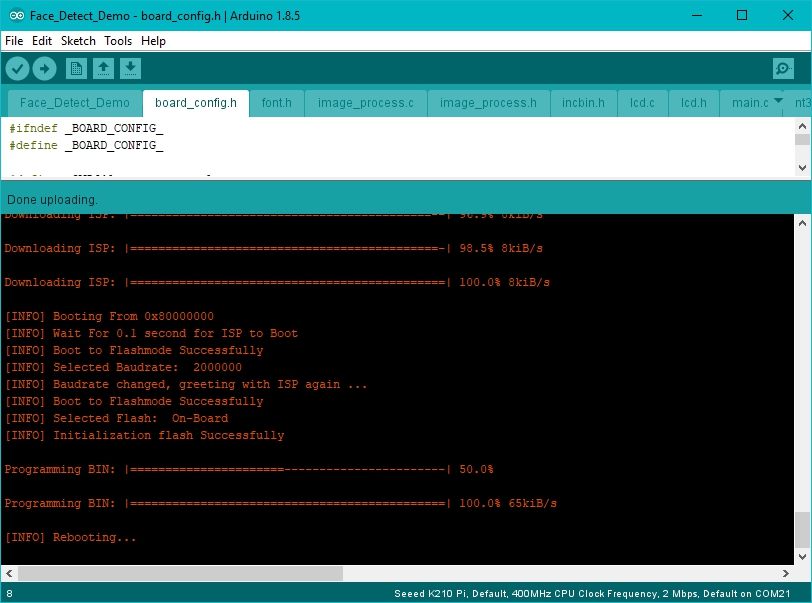 Face_Detect_Demo - board_config.h | Arduino 1.8.5
File Edit Sketch Tools Help
Face_Detect_Demo board_config.h font.h image_process.c image_process.h incbin.h lcd.c lcd.h main.c nt3
#ifndef _BOARD_CONFIG_
#define _BOARD_CONFIG_
Done uploading.
Downloading ISP: |=============================================--| 96.9% 8kiB/s
Downloading ISP: |==============================================-| 98.5% 8kiB/s
Downloading ISP: |===============================================| 100.0% 8kiB/s
[INFO] Booting From 0x80000000
[INFO] Wait For 0.1 second for ISP to Boot
[INFO] Boot to Flashmode Successfully
[INFO] Selected Baudrate:  2000000
[INFO] Baudrate changed, greeting with ISP again ...
[INFO] Boot to Flashmode Successfully
[INFO] Selected Flash:  On-Board
[INFO] Initialization flash Successfully
Programming BIN: |=======================------------------------| 50.0%
Programming BIN: |===============================================| 100.0% 65kiB/s
[INFO] Rebooting...
8 Seeed K210 Pi, Default, 400MHz CPU Clock Frequency, 2 Mbps, Default on COM21